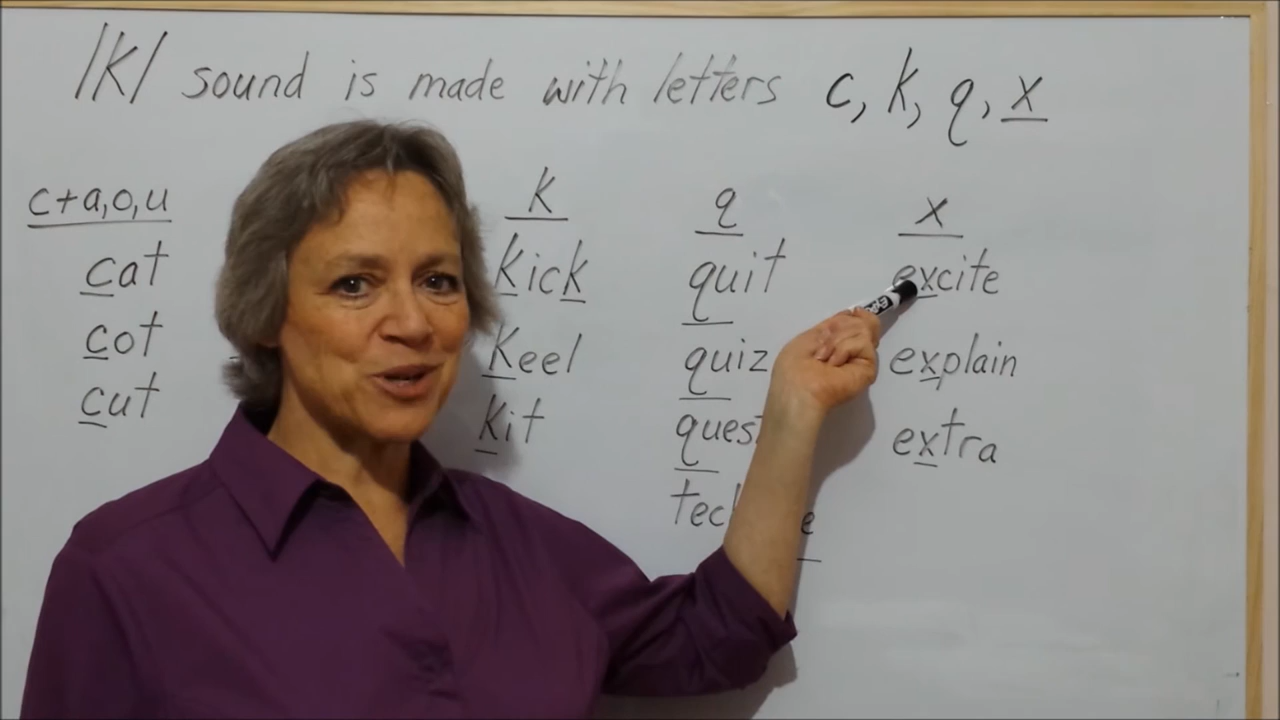 /K/ sound is made with letters c, k, q, x
c+a,o,u
cat
cot
cut
k
kick
keel
kit
q
quit
quiz
x
excite
explain
extra